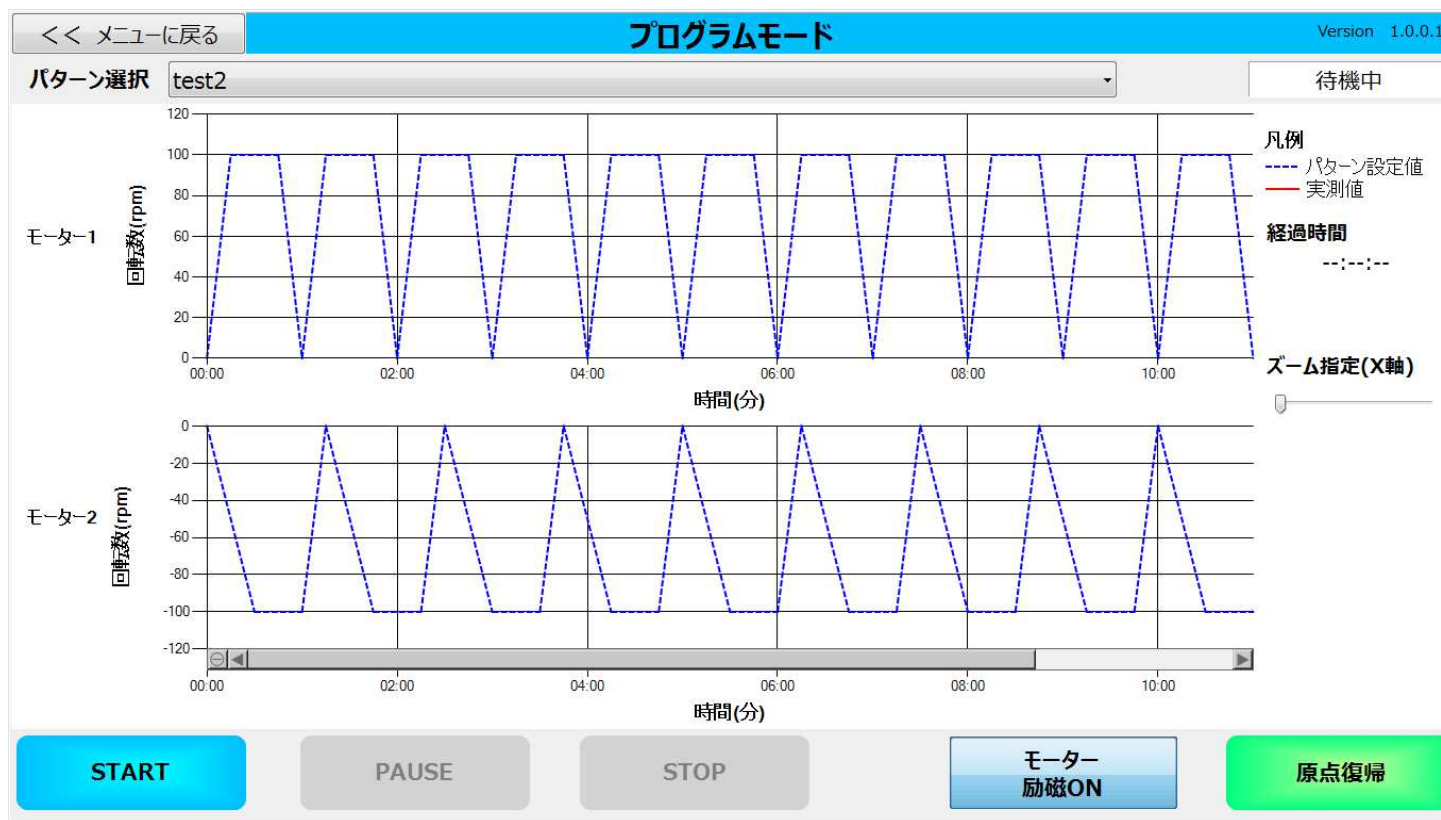 << メニューに戻る
プログラムモード
Version 1.0.0.1
パターン選択
test2
待機中
モーター1
回転数(rpm)
120
100
80
60
40
20
0
00:00
02:00
04:00
06:00
08:00
10:00
時間(分)
凡例
パターン設定値
実測値
経過時間
--:--:--
ズーム指定(X軸)
モーター2
回転数(rpm)
0
-20
-40
-60
-80
-100
-120
00:00
02:00
04:00
06:00
08:00
10:00
時間(分)
START
PAUSE
STOP
モーター
励磁ON
原点復帰